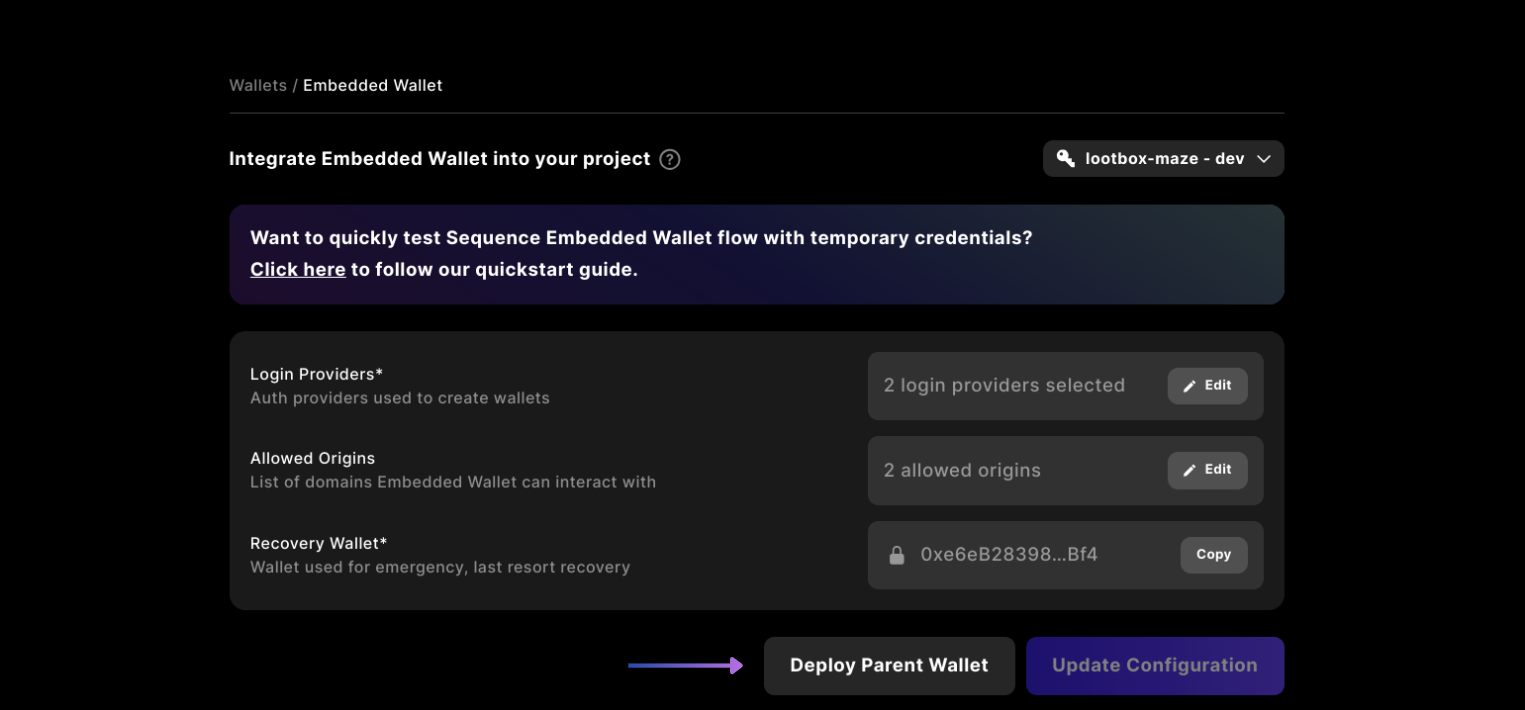 Wallets / Embedded Wallet
Integrate Embedded Wallet into your project ?
lootbox-maze - dev
Want to quickly test Sequence Embedded Wallet flow with temporary credentials?
Click here to follow our quickstart guide.
Login Providers*
Auth providers used to create wallets
2 login providers selected
Edit
Allowed Origins
List of domains Embedded Wallet can interact with
2 allowed origins
Edit
Recovery Wallet*
Wallet used for emergency, last resort recovery
0xe6eB28398...Bf4
Copy
Deploy Parent Wallet
Update Configuration